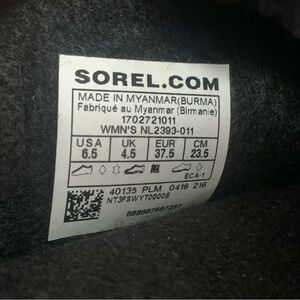 SOREL.COM
MADE IN MYANMAR(BURMA)
Fabriqué au Myanmar (Birmanie)
1702721011
WMN'S NL2393-011
USA UK EUR CM
6.5 4.5 37.5 23.5
ECA-1
40135 PLM 0416 216